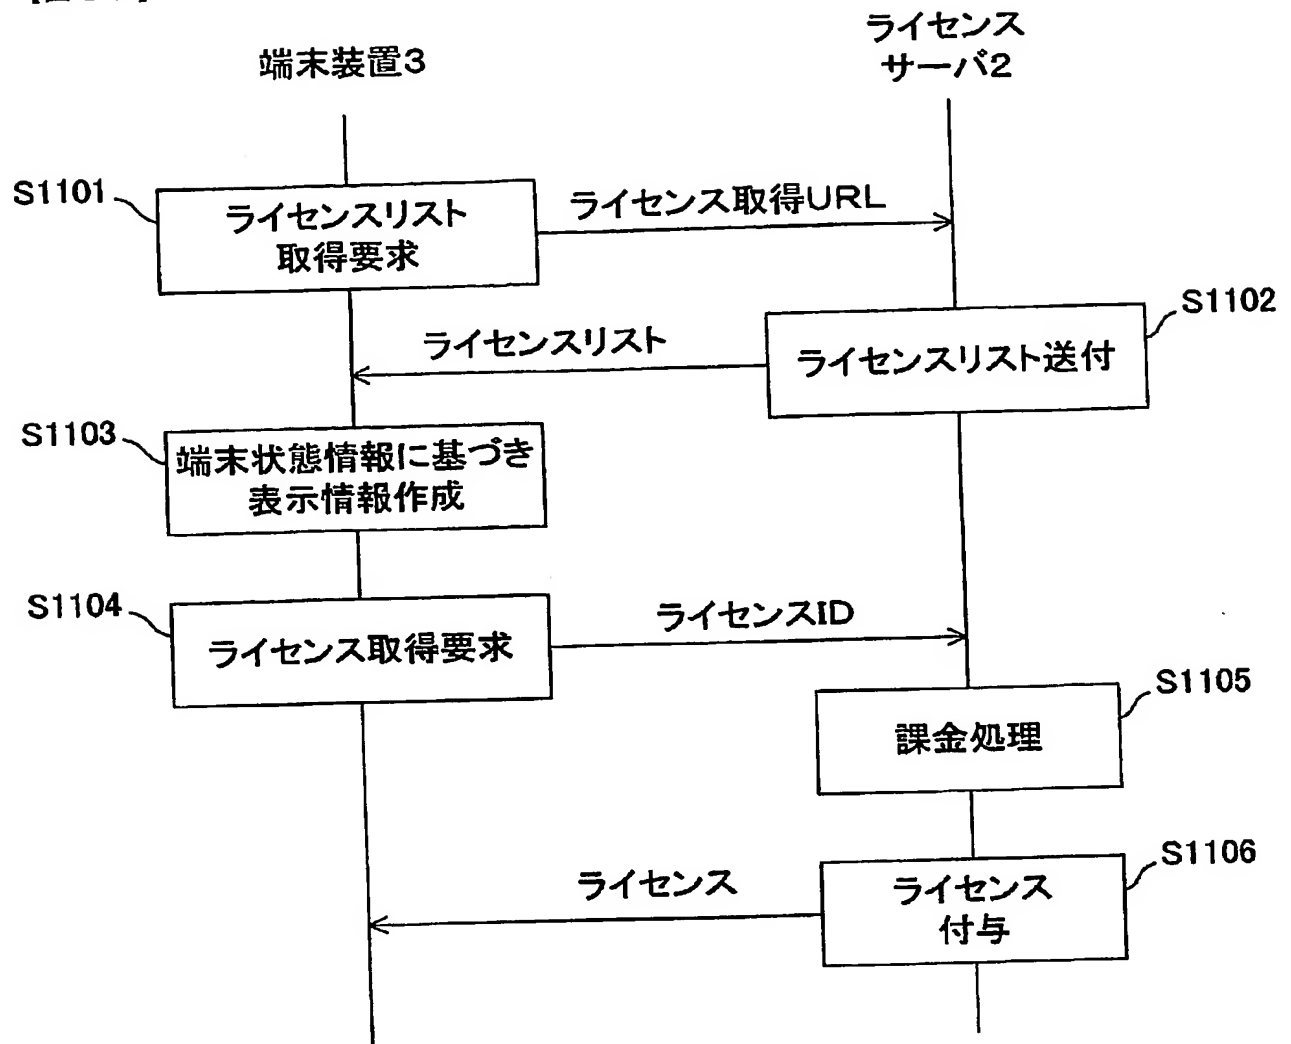 端末装置3
ライセンス
サーバ2
S1101
ライセンスリスト
取得要求
ライセンス取得URL
S1102
ライセンスリスト送付
ライセンスリスト
S1103
端末状態情報に基づき
表示情報作成
S1104
ライセンス取得要求
ライセンスID
S1105
課金処理
S1106
ライセンス
付与
ライセンス